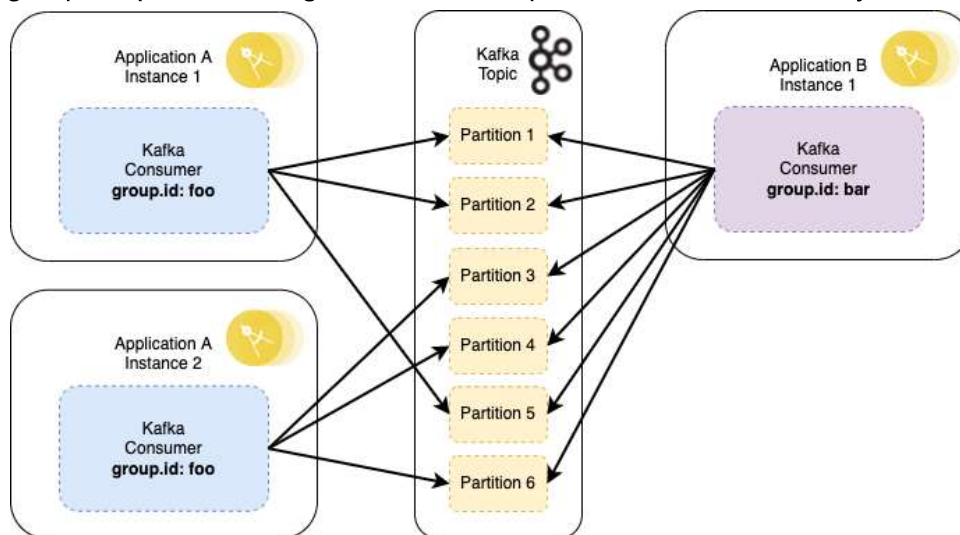 Application A
Instance 1
Kafka
Consumer
group.id: foo
Application A
Instance 2
Kafka
Consumer
group.id: foo
Kafka
Topic
Partition 1
Partition 2
Partition 3
Partition 4
Partition 5
Partition 6
Application B
Instance 1
Kafka
Consumer
group.id: bar